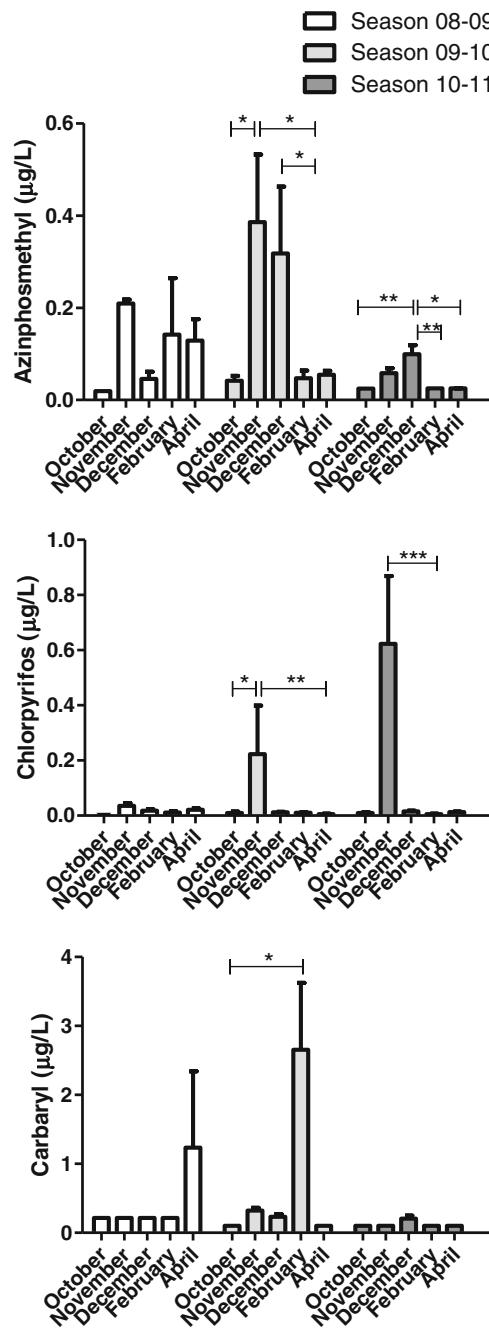 Season 08-09
Season 09-10
Season 10-11
Azinphosmethyl (µg/L)
0.6
0.4
0.2
0.0
* *
*
** *
**
October
November
December
February
April
October
November
December
February
April
October
November
December
February
April
Chlorpyrifos (µg/L)
1.0
0.8
0.6
0.4
0.2
0.0
***
* **
October
November
December
February
April
October
November
December
February
April
October
November
December
February
April
Carbaryl (µg/L)
4
3
2
1
0
*
October
November
December
February
April
October
November
December
February
April
October
November
December
February
April